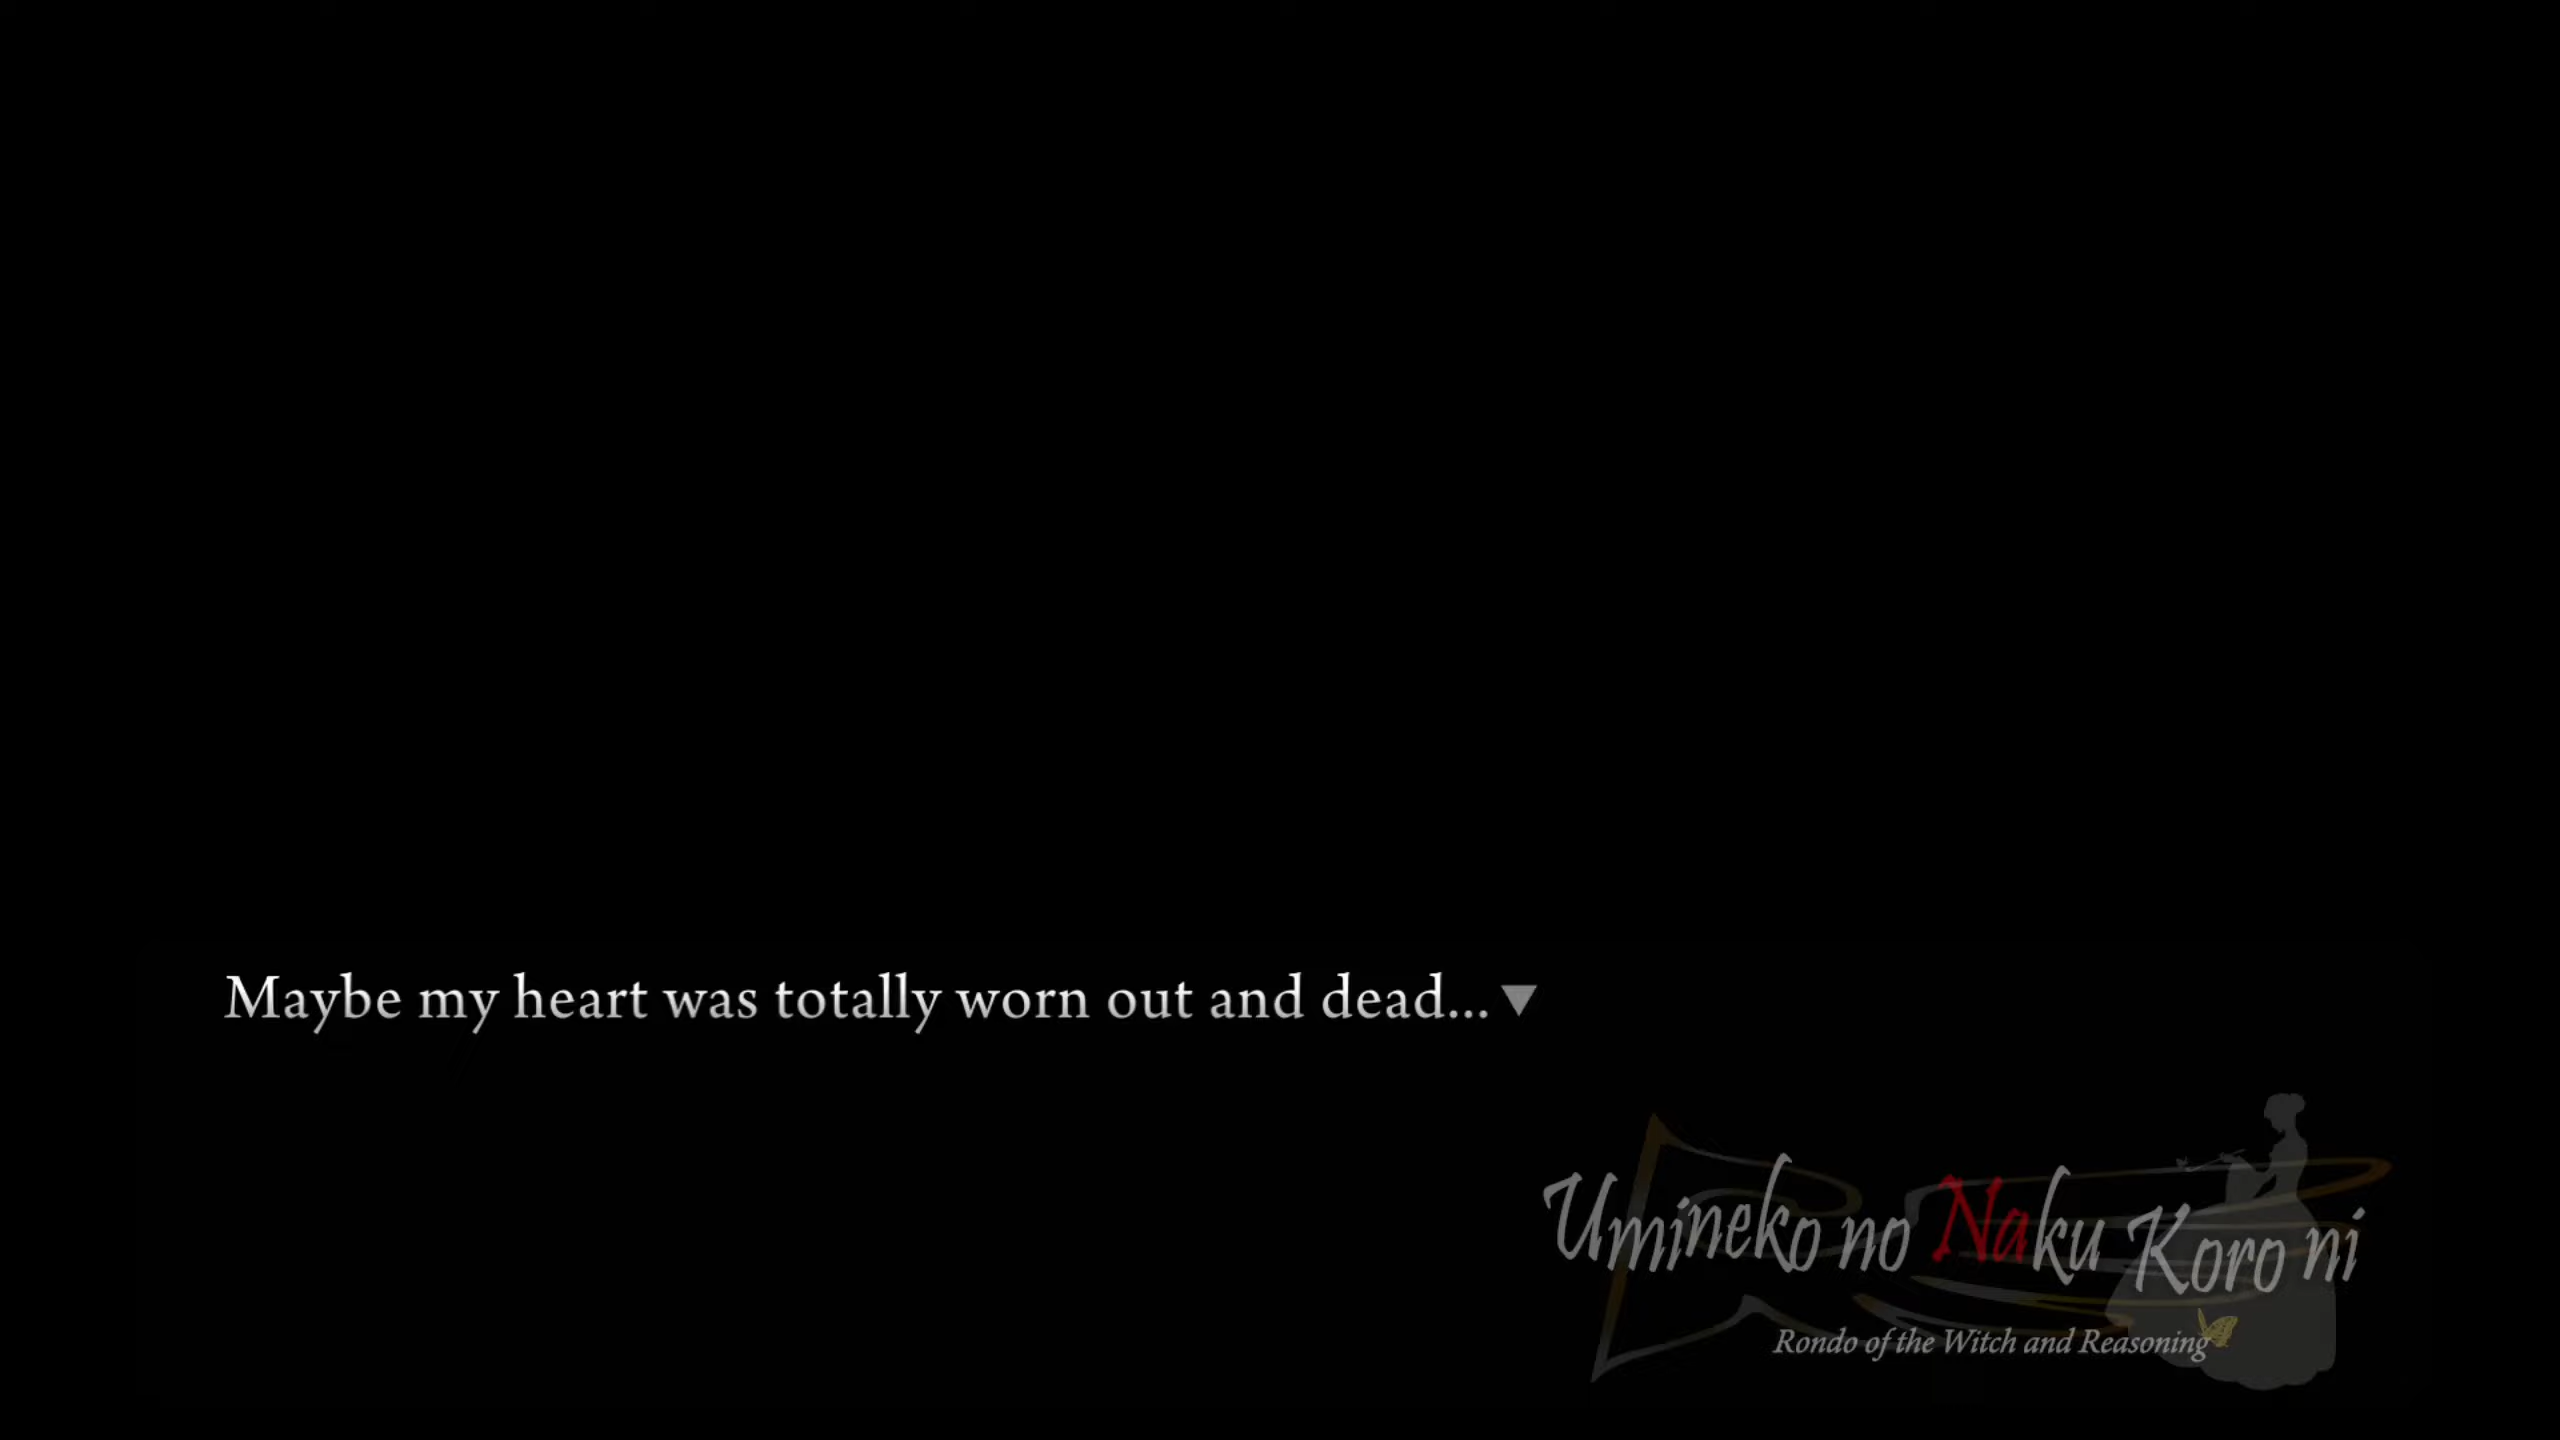 Maybe my heart was totally worn out and dead...
Umineko no Naku Koro ni
Rondo of the Witch and Reasoning